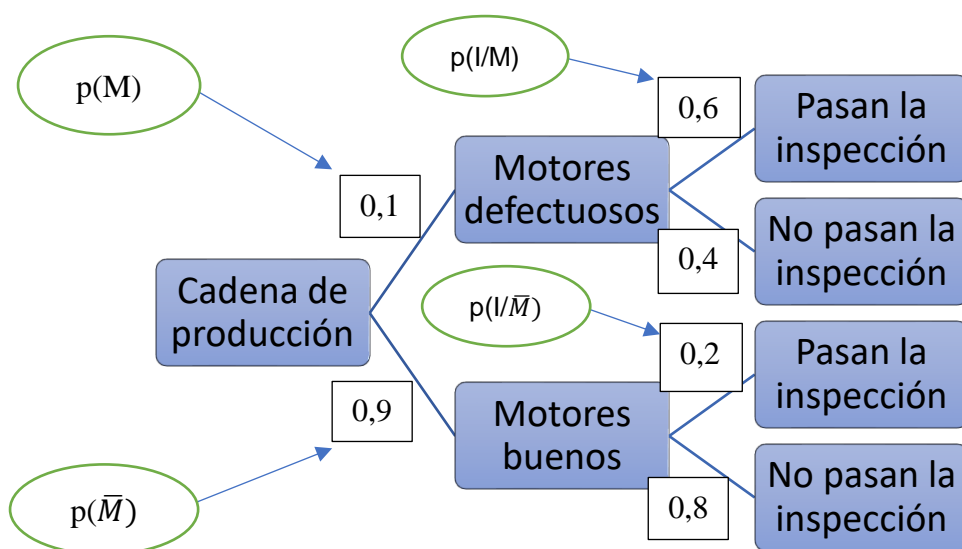 p(M)
p(I/M)
0,6
Pasan la
inspección
0,1
Motores
defectuosos
0,4
No pasan la
inspección
Cadena de
producción
p(I/M̅)
0,2
Pasan la
inspección
0,9
Motores
buenos
p(M̅)
0,8
No pasan la
inspección